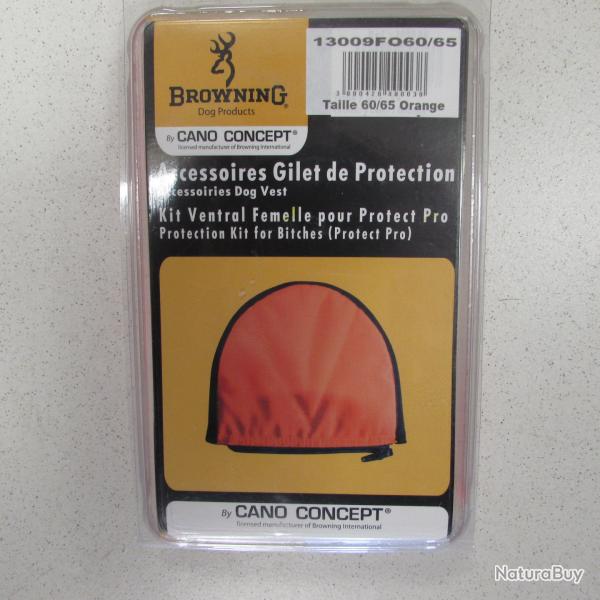 BROWNING®
Dog Products
By CANO CONCEPT®
licensed manufacturer of Browning International
13009FO60/65
Taille 60/65 Orange
Accessoires Gilet de Protection
Accessoiries Dog Vest
Kit Ventral Femelle pour Protect Pro
Protection Kit for Bitches (Protect Pro)
By CANO CONCEPT®
licensed manufacturer of Browning International
NaturaBuy